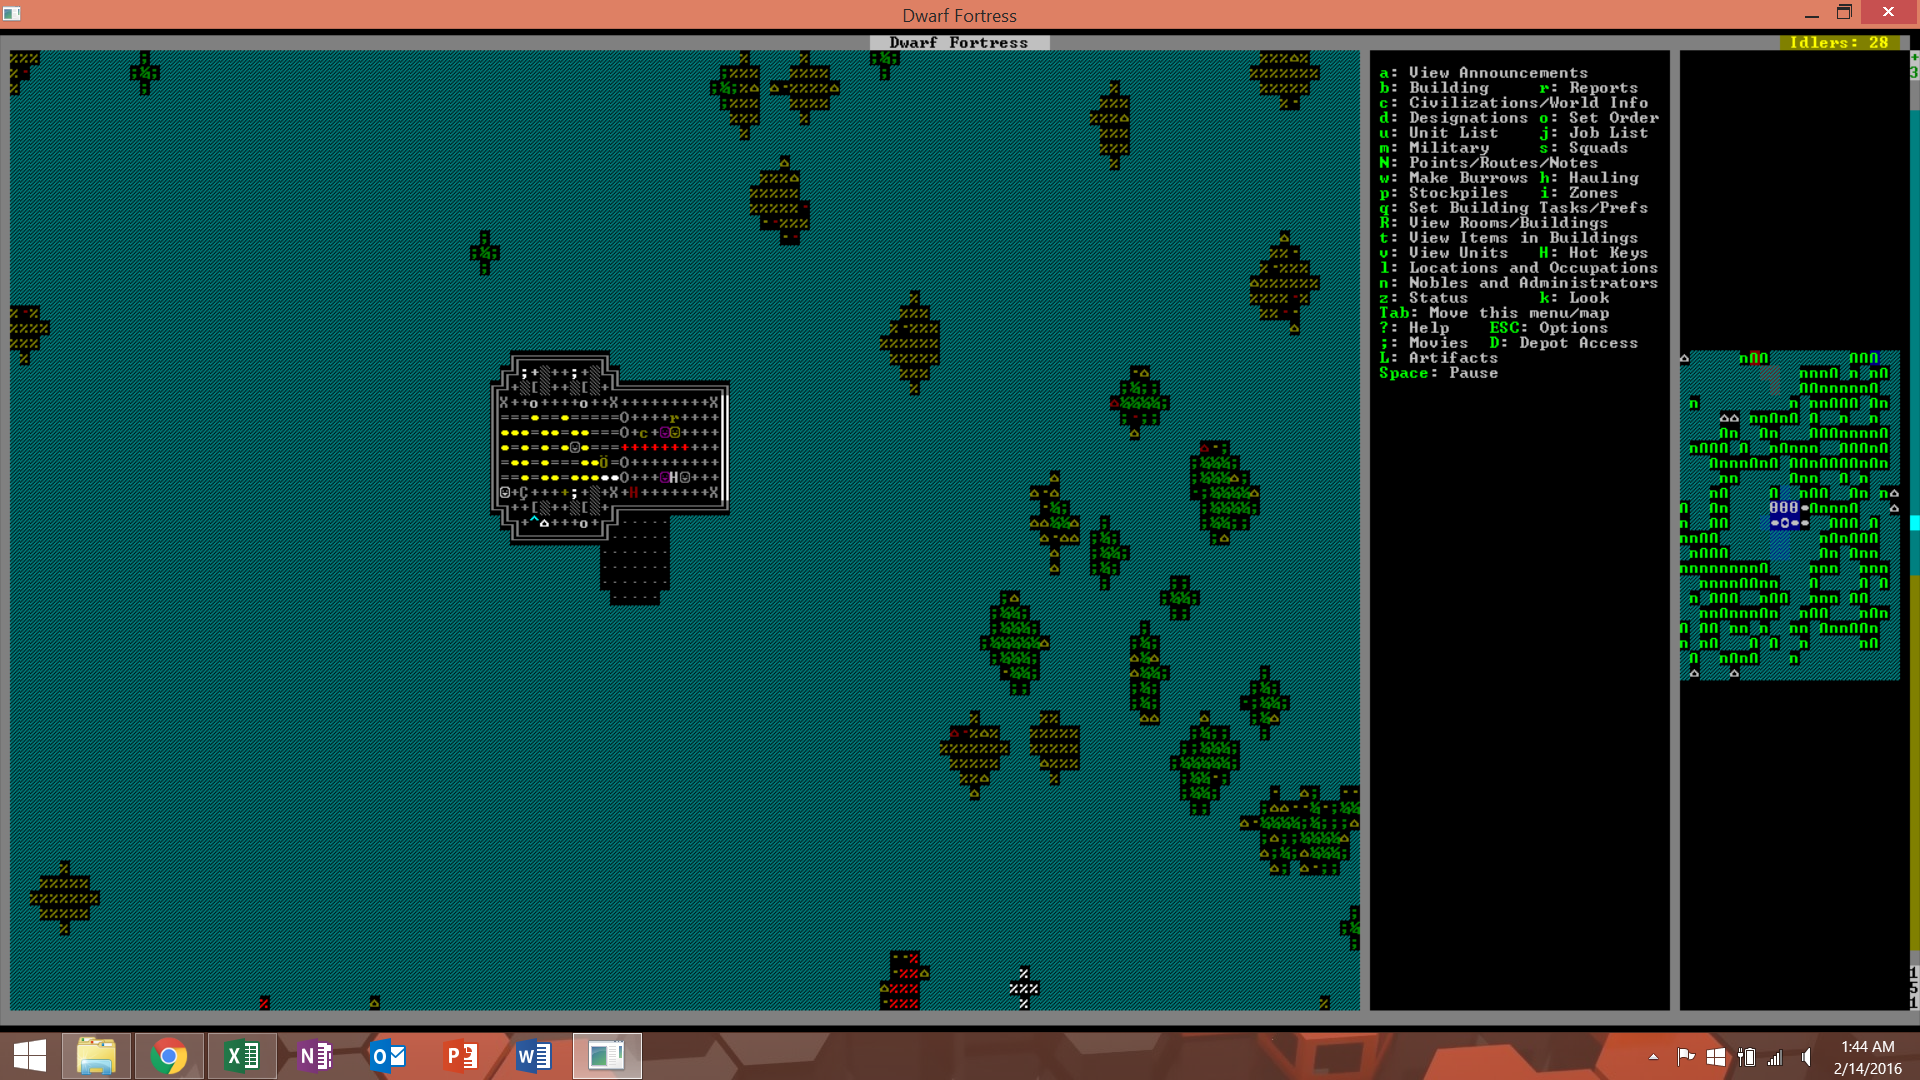 Dwarf Fortress
Dwarf Fortress
Idlers: 28
a: View Announcements
b: Building r: Reports
c: Civilizations/World Info
d: Designations o: Set Order
u: Unit List j: Job List
m: Military s: Squads
N: Points/Routes/Notes
w: Make Burrows h: Hauling
p: Stockpiles i: Zones
q: Set Building Tasks/Prefs
R: View Rooms/Buildings
t: View Items in Buildings
v: View Units H: Hot Keys
l: Locations and Occupations
n: Nobles and Administrators
z: Status k: Look
Tab: Move this menu/map
?: Help ESC: Options
;: Movies D: Depot Access
L: Artifacts
Space: Pause
1:44 AM
2/14/2016